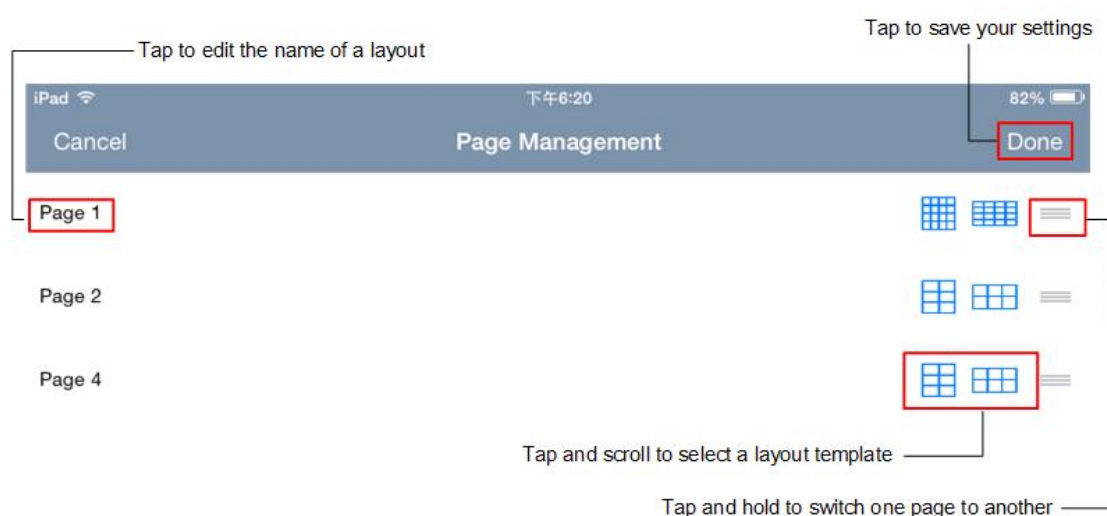 Tap to save your settings
Tap to edit the name of a layout
iPad 下午6:20 82%
Cancel Page Management Done
Page 1
Page 2
Page 4
Tap and scroll to select a layout template
Tap and hold to switch one page to another